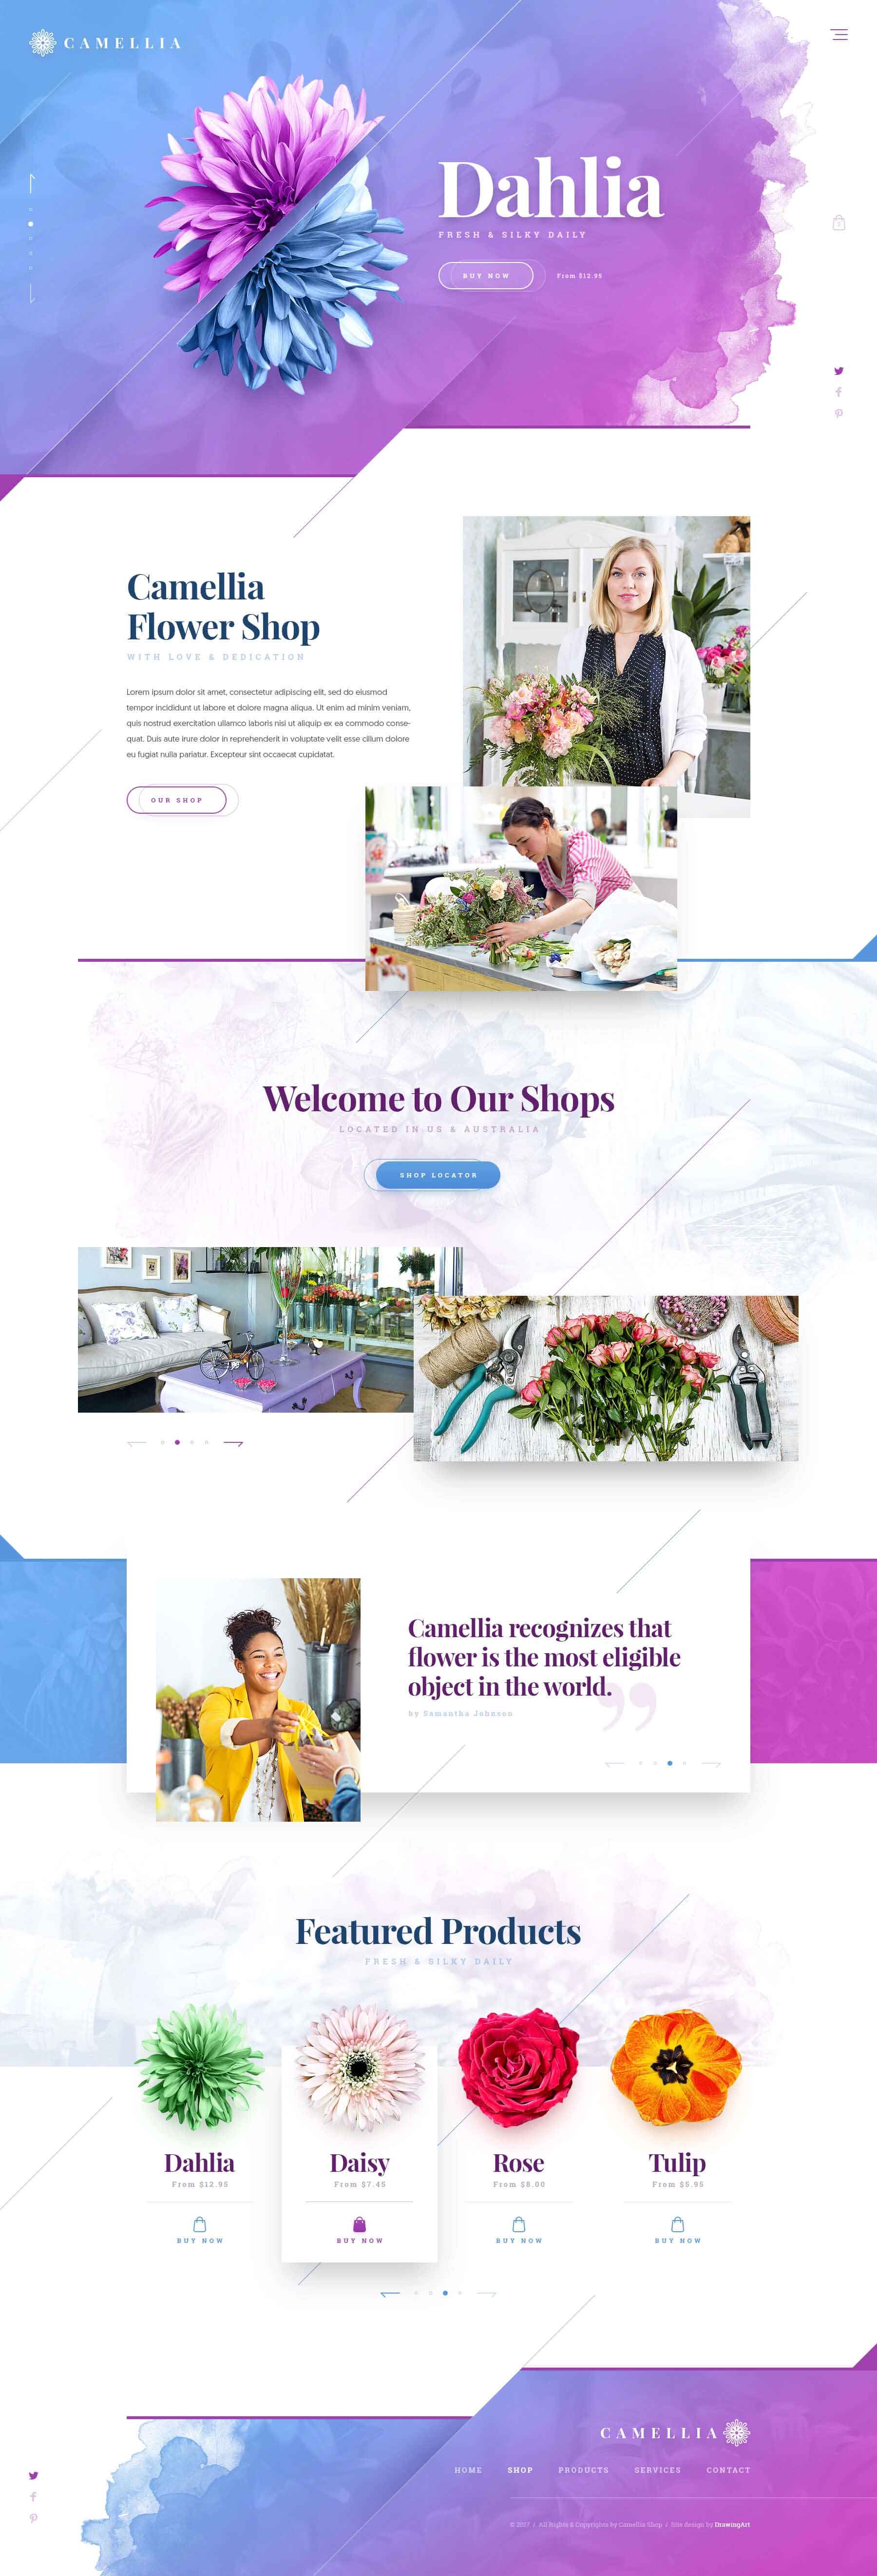 CAMELLIA
Dahlia
FRESH & SILKY DAILY
BUY NOW
From $12.95
Camellia
Flower Shop
WITH LOVE & DEDICATION
Lorem ipsum dolor sit amet, consectetur adipiscing elit, sed do eiusmod
tempor incididunt ut labore et dolore magna aliqua. Ut enim ad minim veniam,
quis nostrud exercitation ullamco laboris nisi ut aliquip ex ea commodo conse-
quat. Duis aute irure dolor in reprehenderit in voluptate velit esse cillum dolore
eu fugiat nulla pariatur. Excepteur sint occaecat cupidatat.
OUR SHOP
Welcome to Our Shops
LOCATED IN US & AUSTRALIA
SHOP LOCATOR
Camellia recognizes that
flower is the most eligible
object in the world.
by Samantha Johnson
Featured Products
FRESH & SILKY DAILY
Dahlia
From $12.95
BUY NOW
Daisy
From $7.45
BUY NOW
Rose
From $8.00
BUY NOW
Tulip
From $5.95
BUY NOW
CAMELLIA
HOME SHOP PRODUCTS SERVICES CONTACT
© 2017 / All Rights & Copyrights by Camellia Shop / Site design by DrawingArt